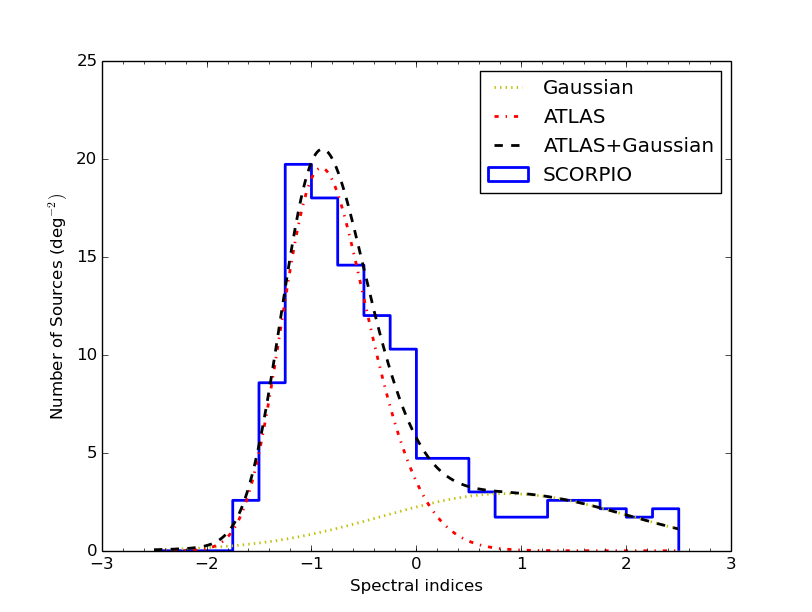 25
20
15
10
5
0
−3
−2
−1
0
1
2
3
Number of Sources (deg⁻²)
Spectral indices
Gaussian
ATLAS
ATLAS+Gaussian
SCORPIO